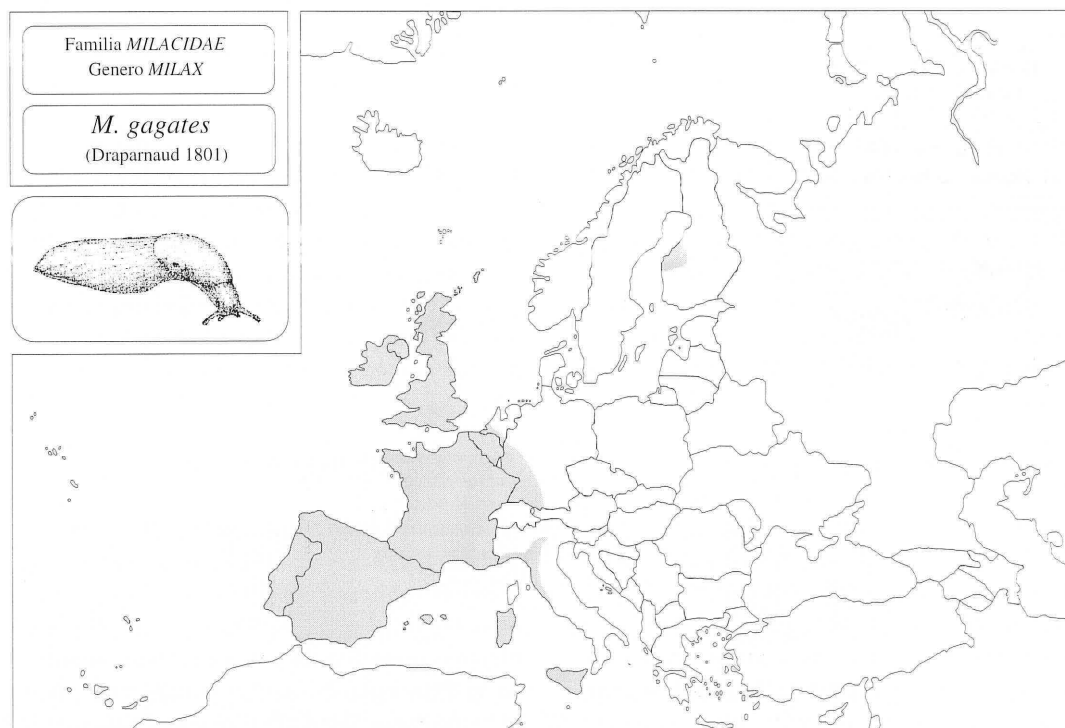 Familia MILACIDAE
Genero MILAX
M. gagates
(Draparnaud 1801)